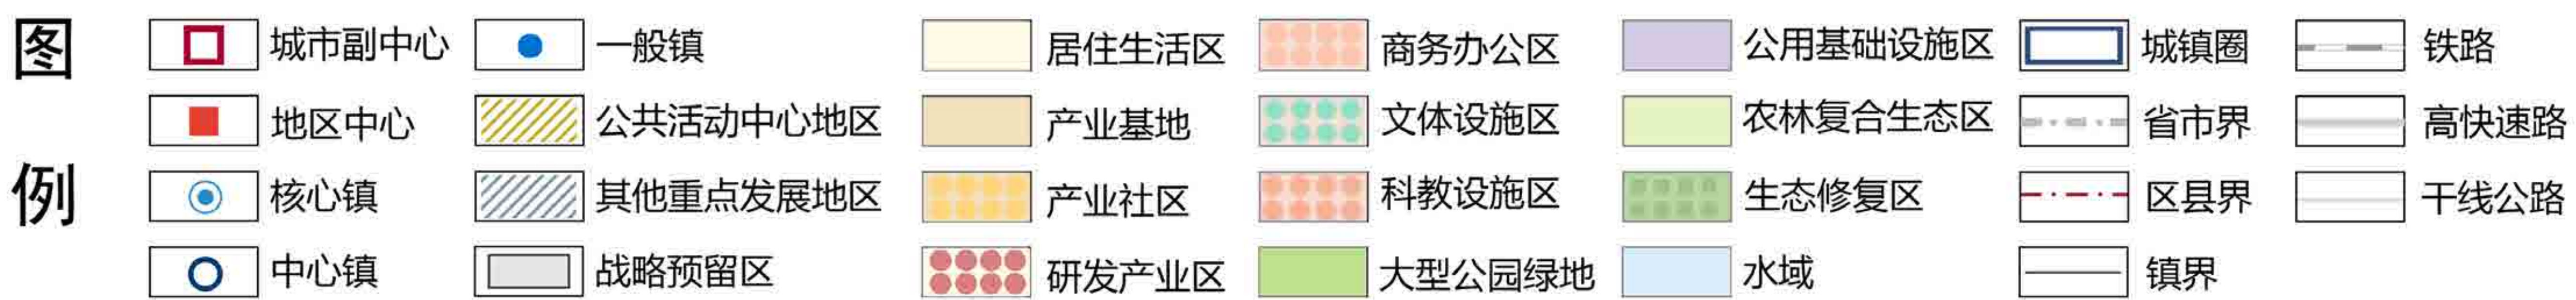 图例
城市副中心 一般镇 居住生活区 商务办公区 公用基础设施区 城镇圈 铁路
地区中心 公共活动中心地区 产业基地 文体设施区 农林复合生态区 省市界 高快速路
核心镇 其他重点发展地区 产业社区 科教设施区 生态修复区 区县界 干线公路
中心镇 战略预留区 研发产业区 大型公园绿地 水域 镇界